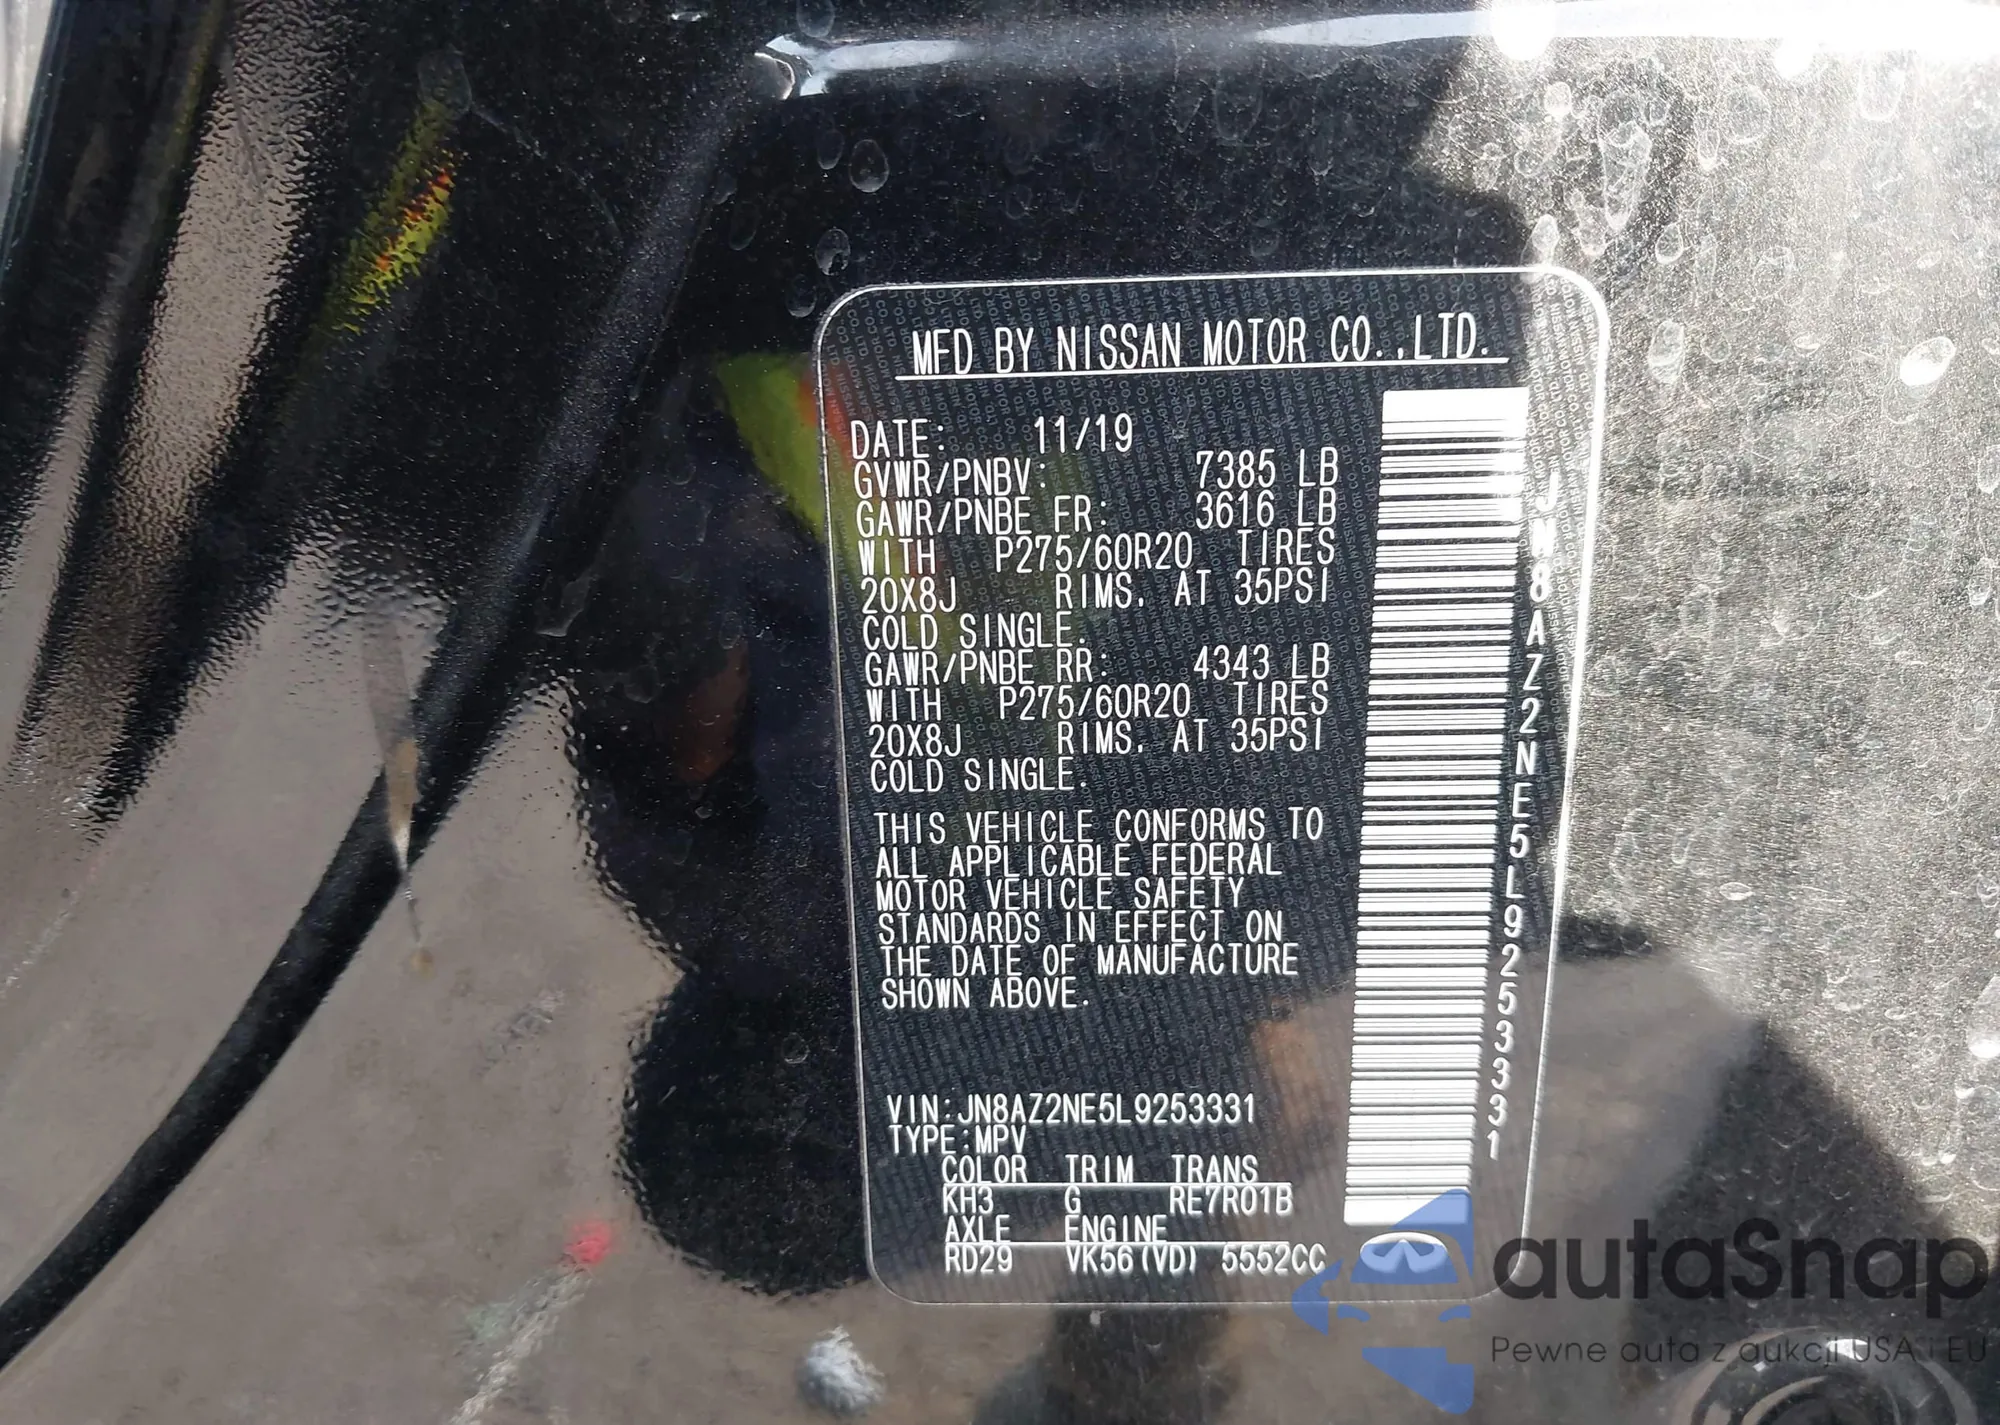 MFD BY NISSAN MOTOR CO.,LTD.
DATE: 11/19
GVWR/PNBV: 7385 LB
GAWR/PNBE FR: 3616 LB
WITH P275/60R20 TIRES
20X8J RIMS. AT 35PSI
COLD SINGLE.
GAWR/PNBE RR: 4343 LB
WITH P275/60R20 TIRES
20X8J RIMS. AT 35PSI
COLD SINGLE.
THIS VEHICLE CONFORMS TO
ALL APPLICABLE FEDERAL
MOTOR VEHICLE SAFETY
STANDARDS IN EFFECT ON
THE DATE OF MANUFACTURE
SHOWN ABOVE.
VIN:JN8AZ2NE5L9253331
TYPE:MPV
COLOR TRIM TRANS
KH3 G RE7R01B
AXLE ENGINE
RD29 VK56(VD) 5552CC
JN8AZ2NE5L9253331
autaSnap
Pewne auta z aukcji USA i EU